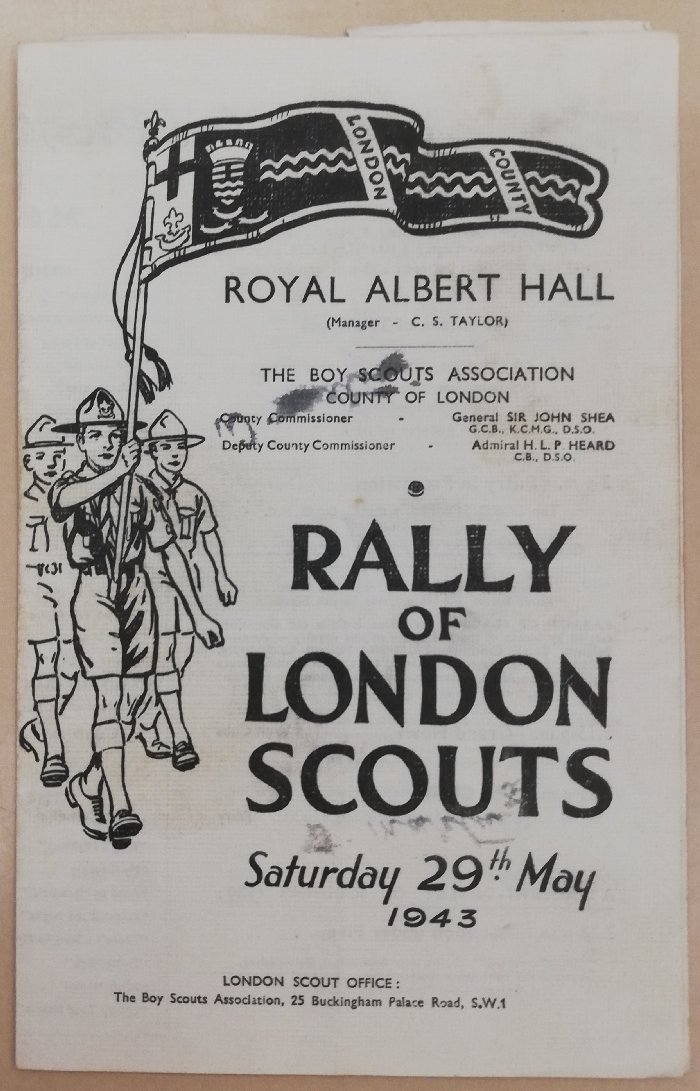 LONDON
COUNTY
ROYAL ALBERT HALL
(Manager - C. S. TAYLOR)
THE BOY SCOUTS ASSOCIATION
COUNTY OF LONDON
County Commissioner - General SIR JOHN SHEA
G.C.B., K.C.M.G., D.S.O.
Deputy County Commissioner - Admiral H. L. P. HEARD
C.B., D.S.O.
RALLY
OF
LONDON
SCOUTS
Saturday 29th May
1943
LONDON SCOUT OFFICE:
The Boy Scouts Association, 25 Buckingham Palace Road, S.W.1